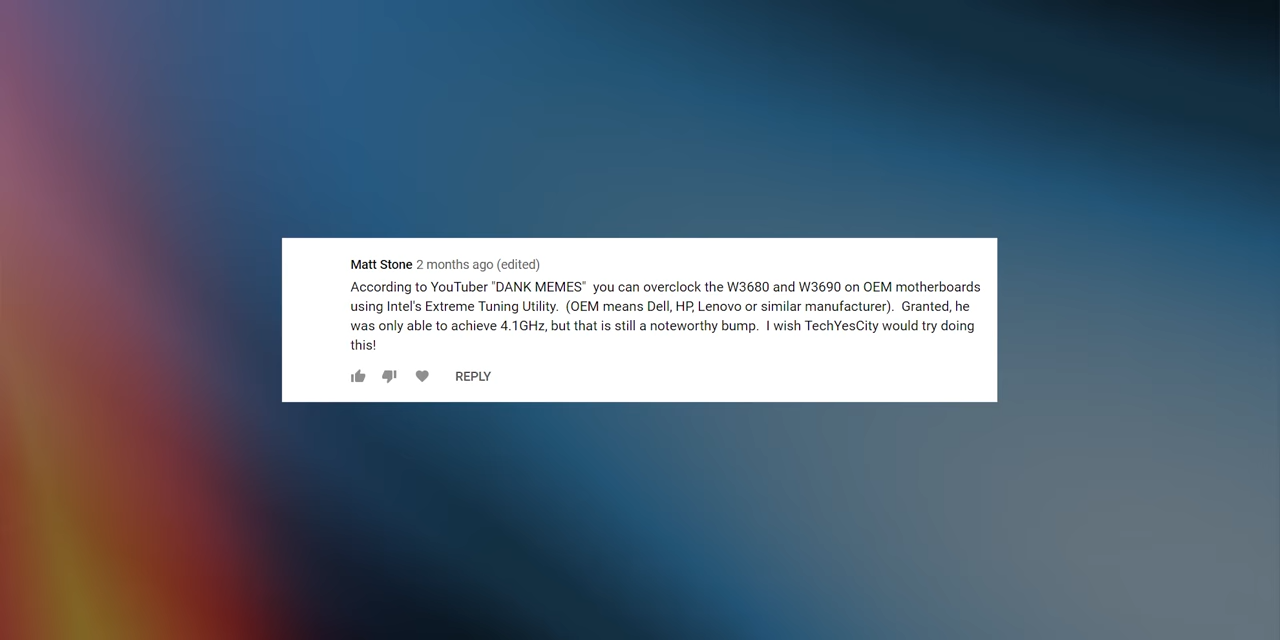 Matt Stone 2 months ago (edited)
According to YouTuber "DANK MEMES"  you can overclock the W3680 and W3690 on OEM motherboards
using Intel's Extreme Tuning Utility.  (OEM means Dell, HP, Lenovo or similar manufacturer).  Granted, he
was only able to achieve 4.1GHz, but that is still a noteworthy bump.  I wish TechYesCity would try doing
this!
REPLY